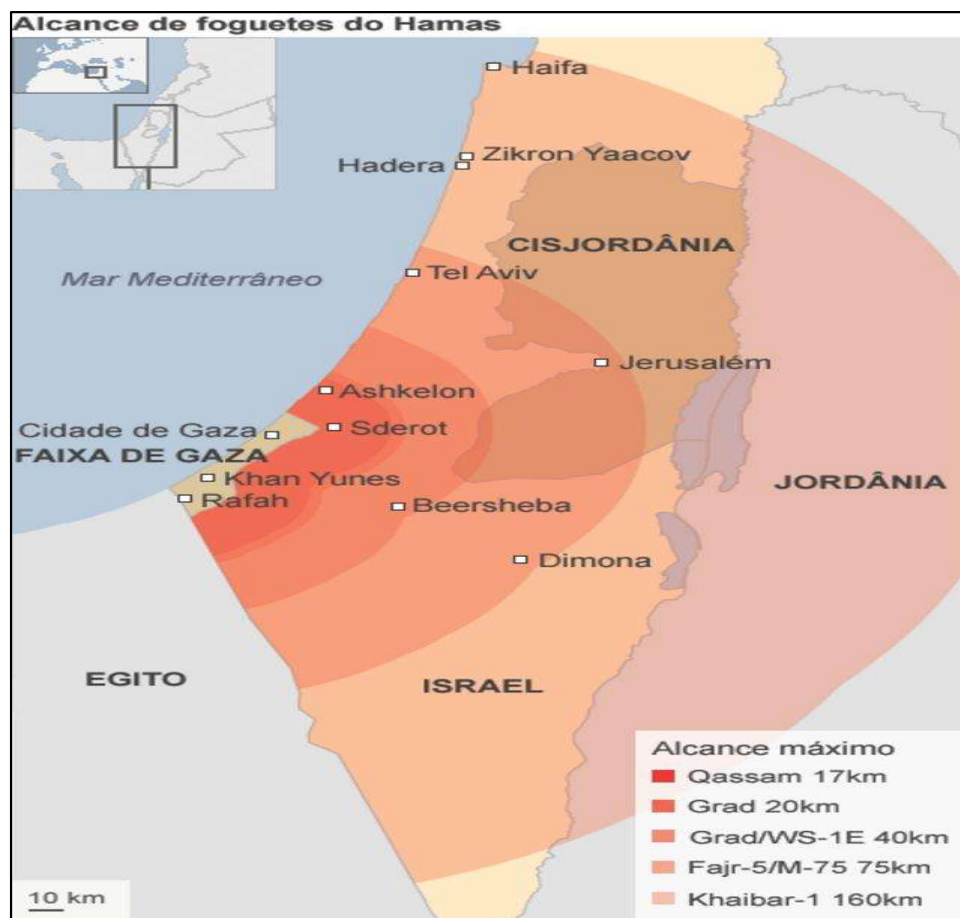 Alcance de foguetes do Hamas
Haifa
Zikron Yaacov
Hadera
CISJORDÂNIA
Mar Mediterrâneo
Tel Aviv
Jerusalém
Ashkelon
Cidade de Gaza
Sderot
FAIXA DE GAZA
Khan Yunes
JORDÂNIA
Rafah
Beersheba
Dimona
EGITO
ISRAEL
Alcance máximo
Qassam 17km
Grad 20km
Grad/WS-1E 40km
Fajr-5/M-75 75km
Khaibar-1 160km
10 km